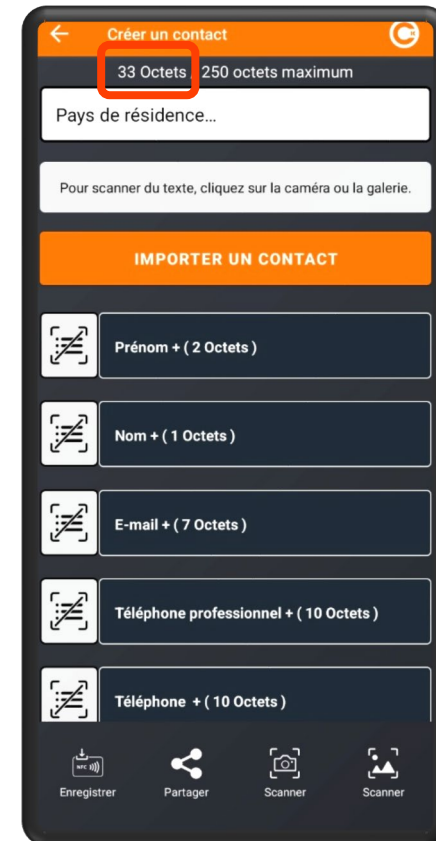 Créer un contact
33 Octets / 250 octets maximum
Pays de résidence...
Pour scanner du texte, cliquez sur la caméra ou la galerie.
IMPORTER UN CONTACT
Prénom + ( 2 Octets )
Nom + ( 1 Octets )
E-mail + ( 7 Octets )
Téléphone professionnel + ( 10 Octets )
Téléphone + ( 10 Octets )
NFC
Enregistrer Partager Scanner Scanner